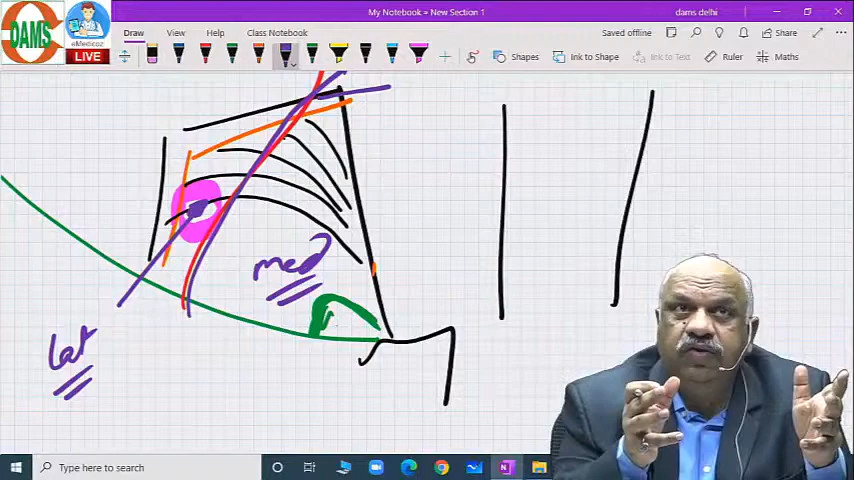 My Notebook » New Section 1
dams delhi
DAMS
eMedicoz
LIVE
Draw
View
Help
Class Notebook
Saved offline
Share
Shapes
Ink to Shape
Ink to Text
Ruler
Maths
med
lat
Type here to search